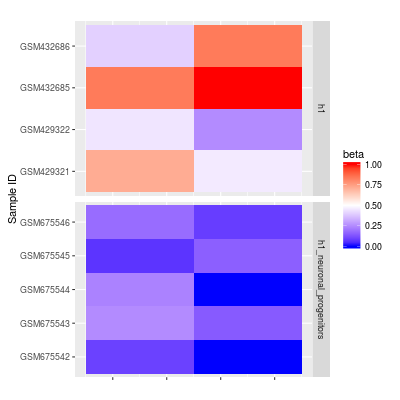 Sample ID
GSM432686
GSM432685
GSM429322
GSM429321
h1
GSM675546
GSM675545
GSM675544
GSM675543
GSM675542
h1_neuronal_progenitors
beta
1.00
0.75
0.50
0.25
0.00